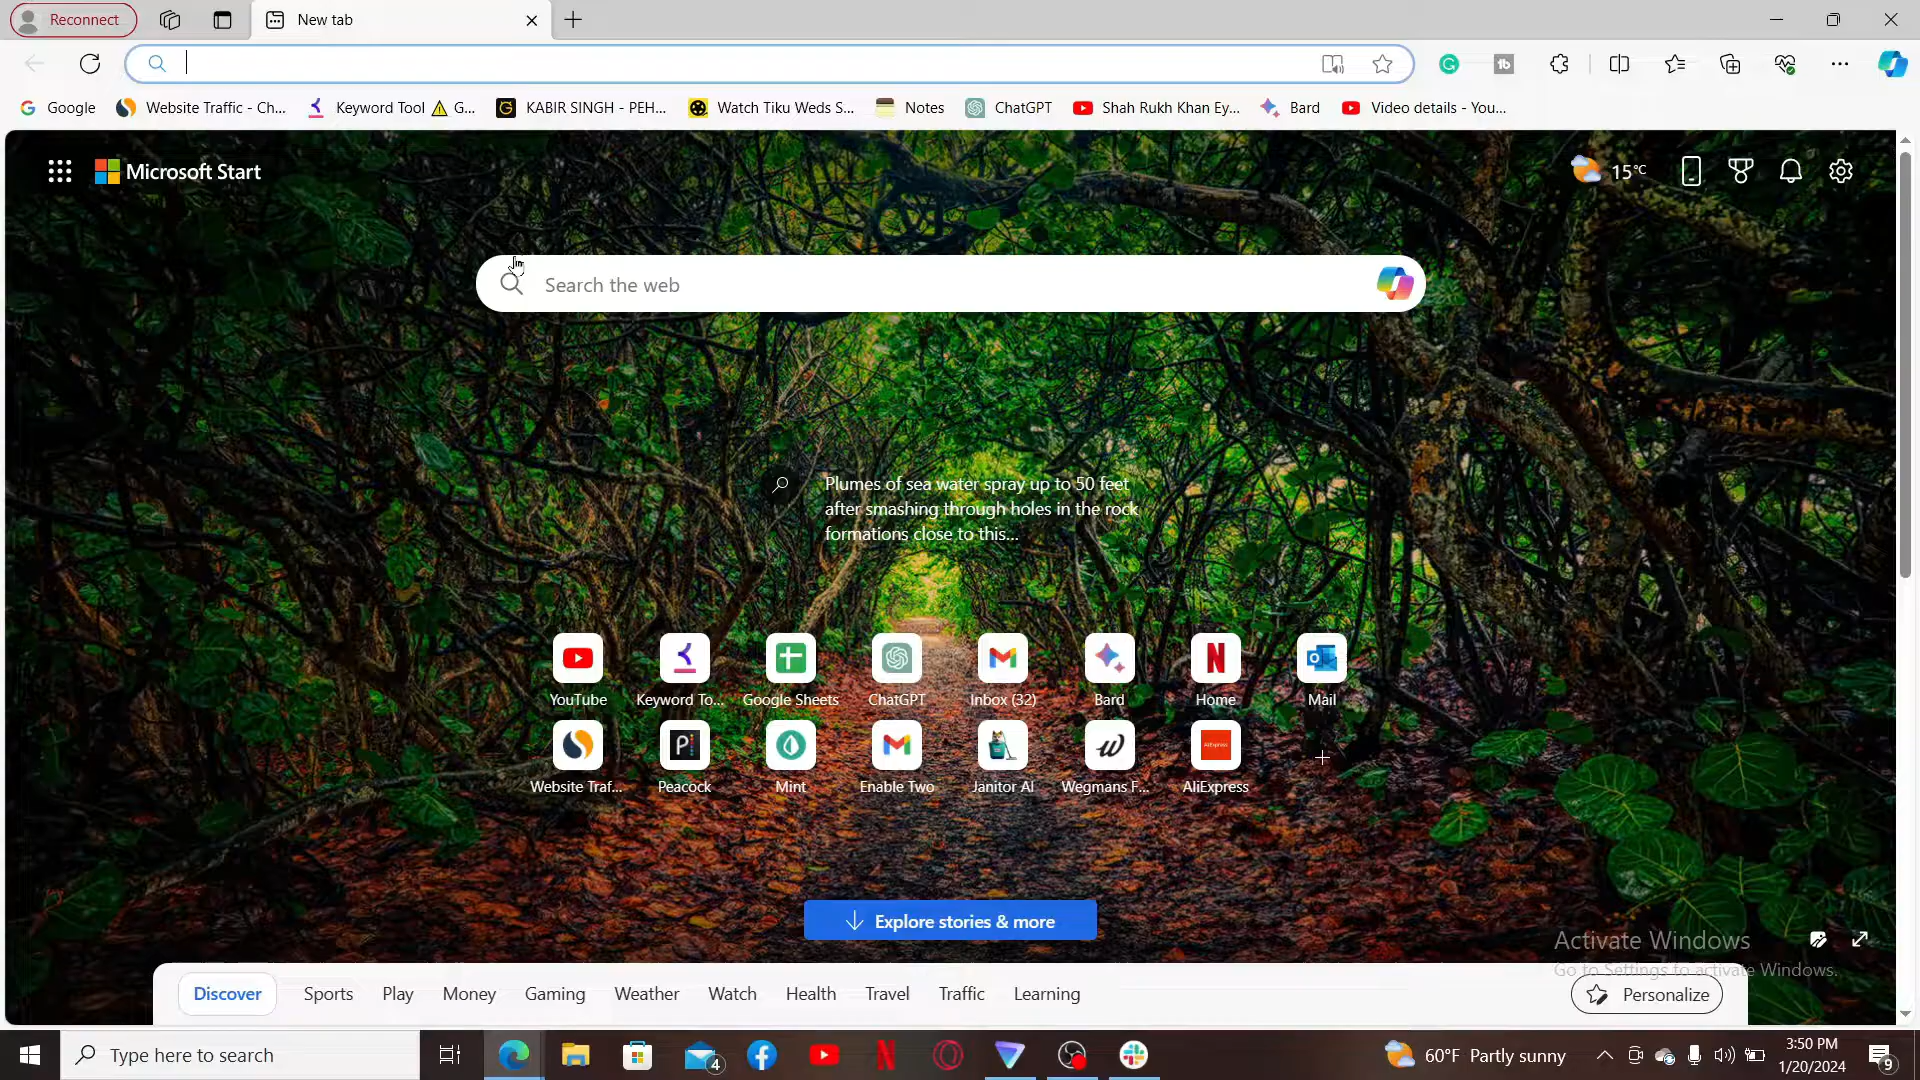 Reconnect
New tab
Google
Website Traffic - Ch...
Keyword Tool ⚠ G...
KABIR SINGH - PEH...
Watch Tiku Weds S...
Notes
ChatGPT
Shah Rukh Khan Ey...
Bard
Video details - You...
Microsoft Start
15°C
Search the web
Plumes of sea water spray up to 50 feet
after smashing through holes in the rock
formations close to this...
YouTube
Keyword To...
Google Sheets
ChatGPT
Inbox (32)
Bard
Home
Mail
Website Traf...
Peacock
Mint
Enable Two
Janitor AI
Wegmans F...
AliExpress
Explore stories & more
Activate Windows
Go to Settings to activate Windows.
Discover
Sports
Play
Money
Gaming
Weather
Watch
Health
Travel
Traffic
Learning
Personalize
Type here to search
4
60°F Partly sunny
3:50 PM
1/20/2024
9